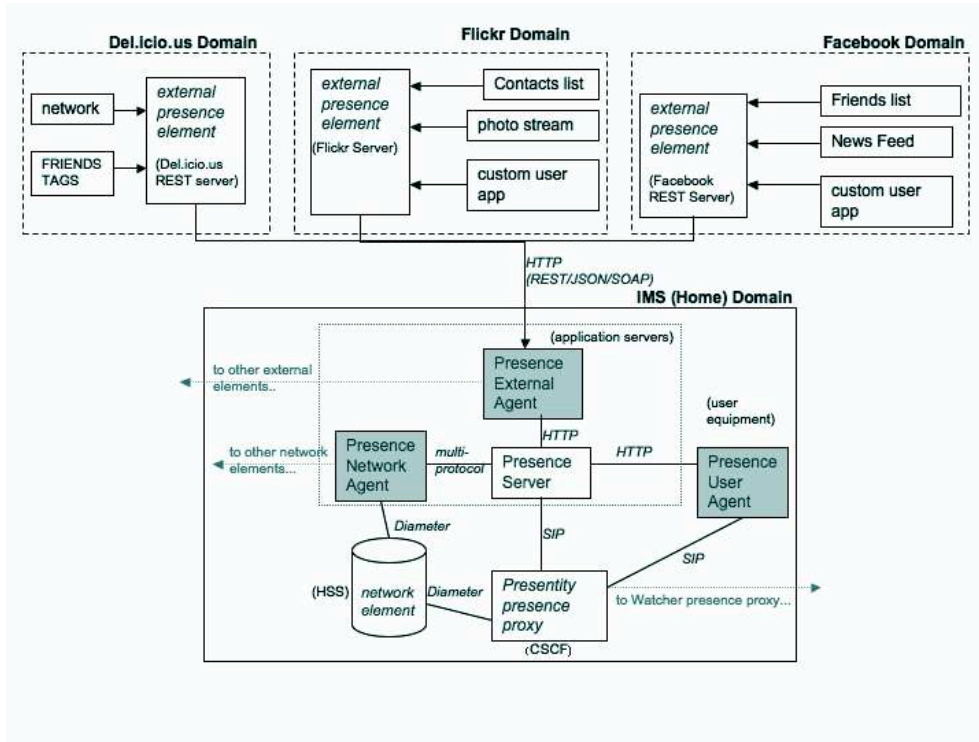 Del.icio.us Domain
Flickr Domain
Facebook Domain
network
FRIENDS
TAGS
external
presence
element
(Del.icio.us
REST server)
external
presence
element
(Flickr Server)
Contacts list
photo stream
custom user
app
external
presence
element
(Facebook
REST Server)
Friends list
News Feed
custom user
app
HTTP
(REST/JSON/SOAP)
IMS (Home) Domain
(application servers)
to other external
elements..
Presence
External
Agent
(user
equipment)
HTTP
to other network
elements...
Presence
Network
Agent
multi-
protocol
Presence
Server
HTTP
Presence
User
Agent
Diameter
SIP
SIP
(HSS)
network
element
Diameter
Presentity
presence
proxy
(CSCF)
to Watcher presence proxy...